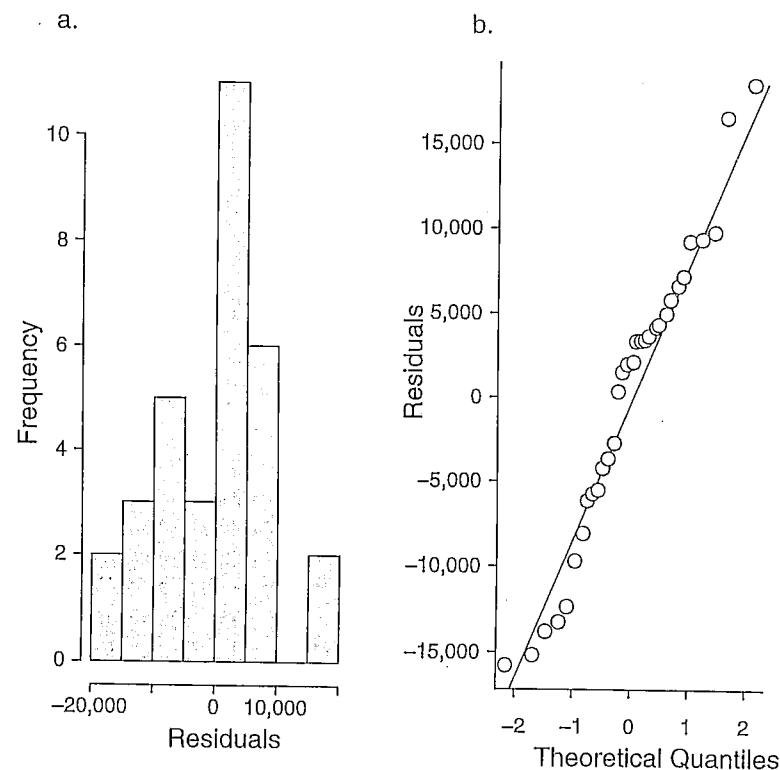 a.
10
8
6
4
2
0
Frequency
−20,000 0 10,000
Residuals
b.
15,000
10,000
5,000
0
−5,000
−10,000
−15,000
Residuals
−2 −1 0 1 2
Theoretical Quantiles